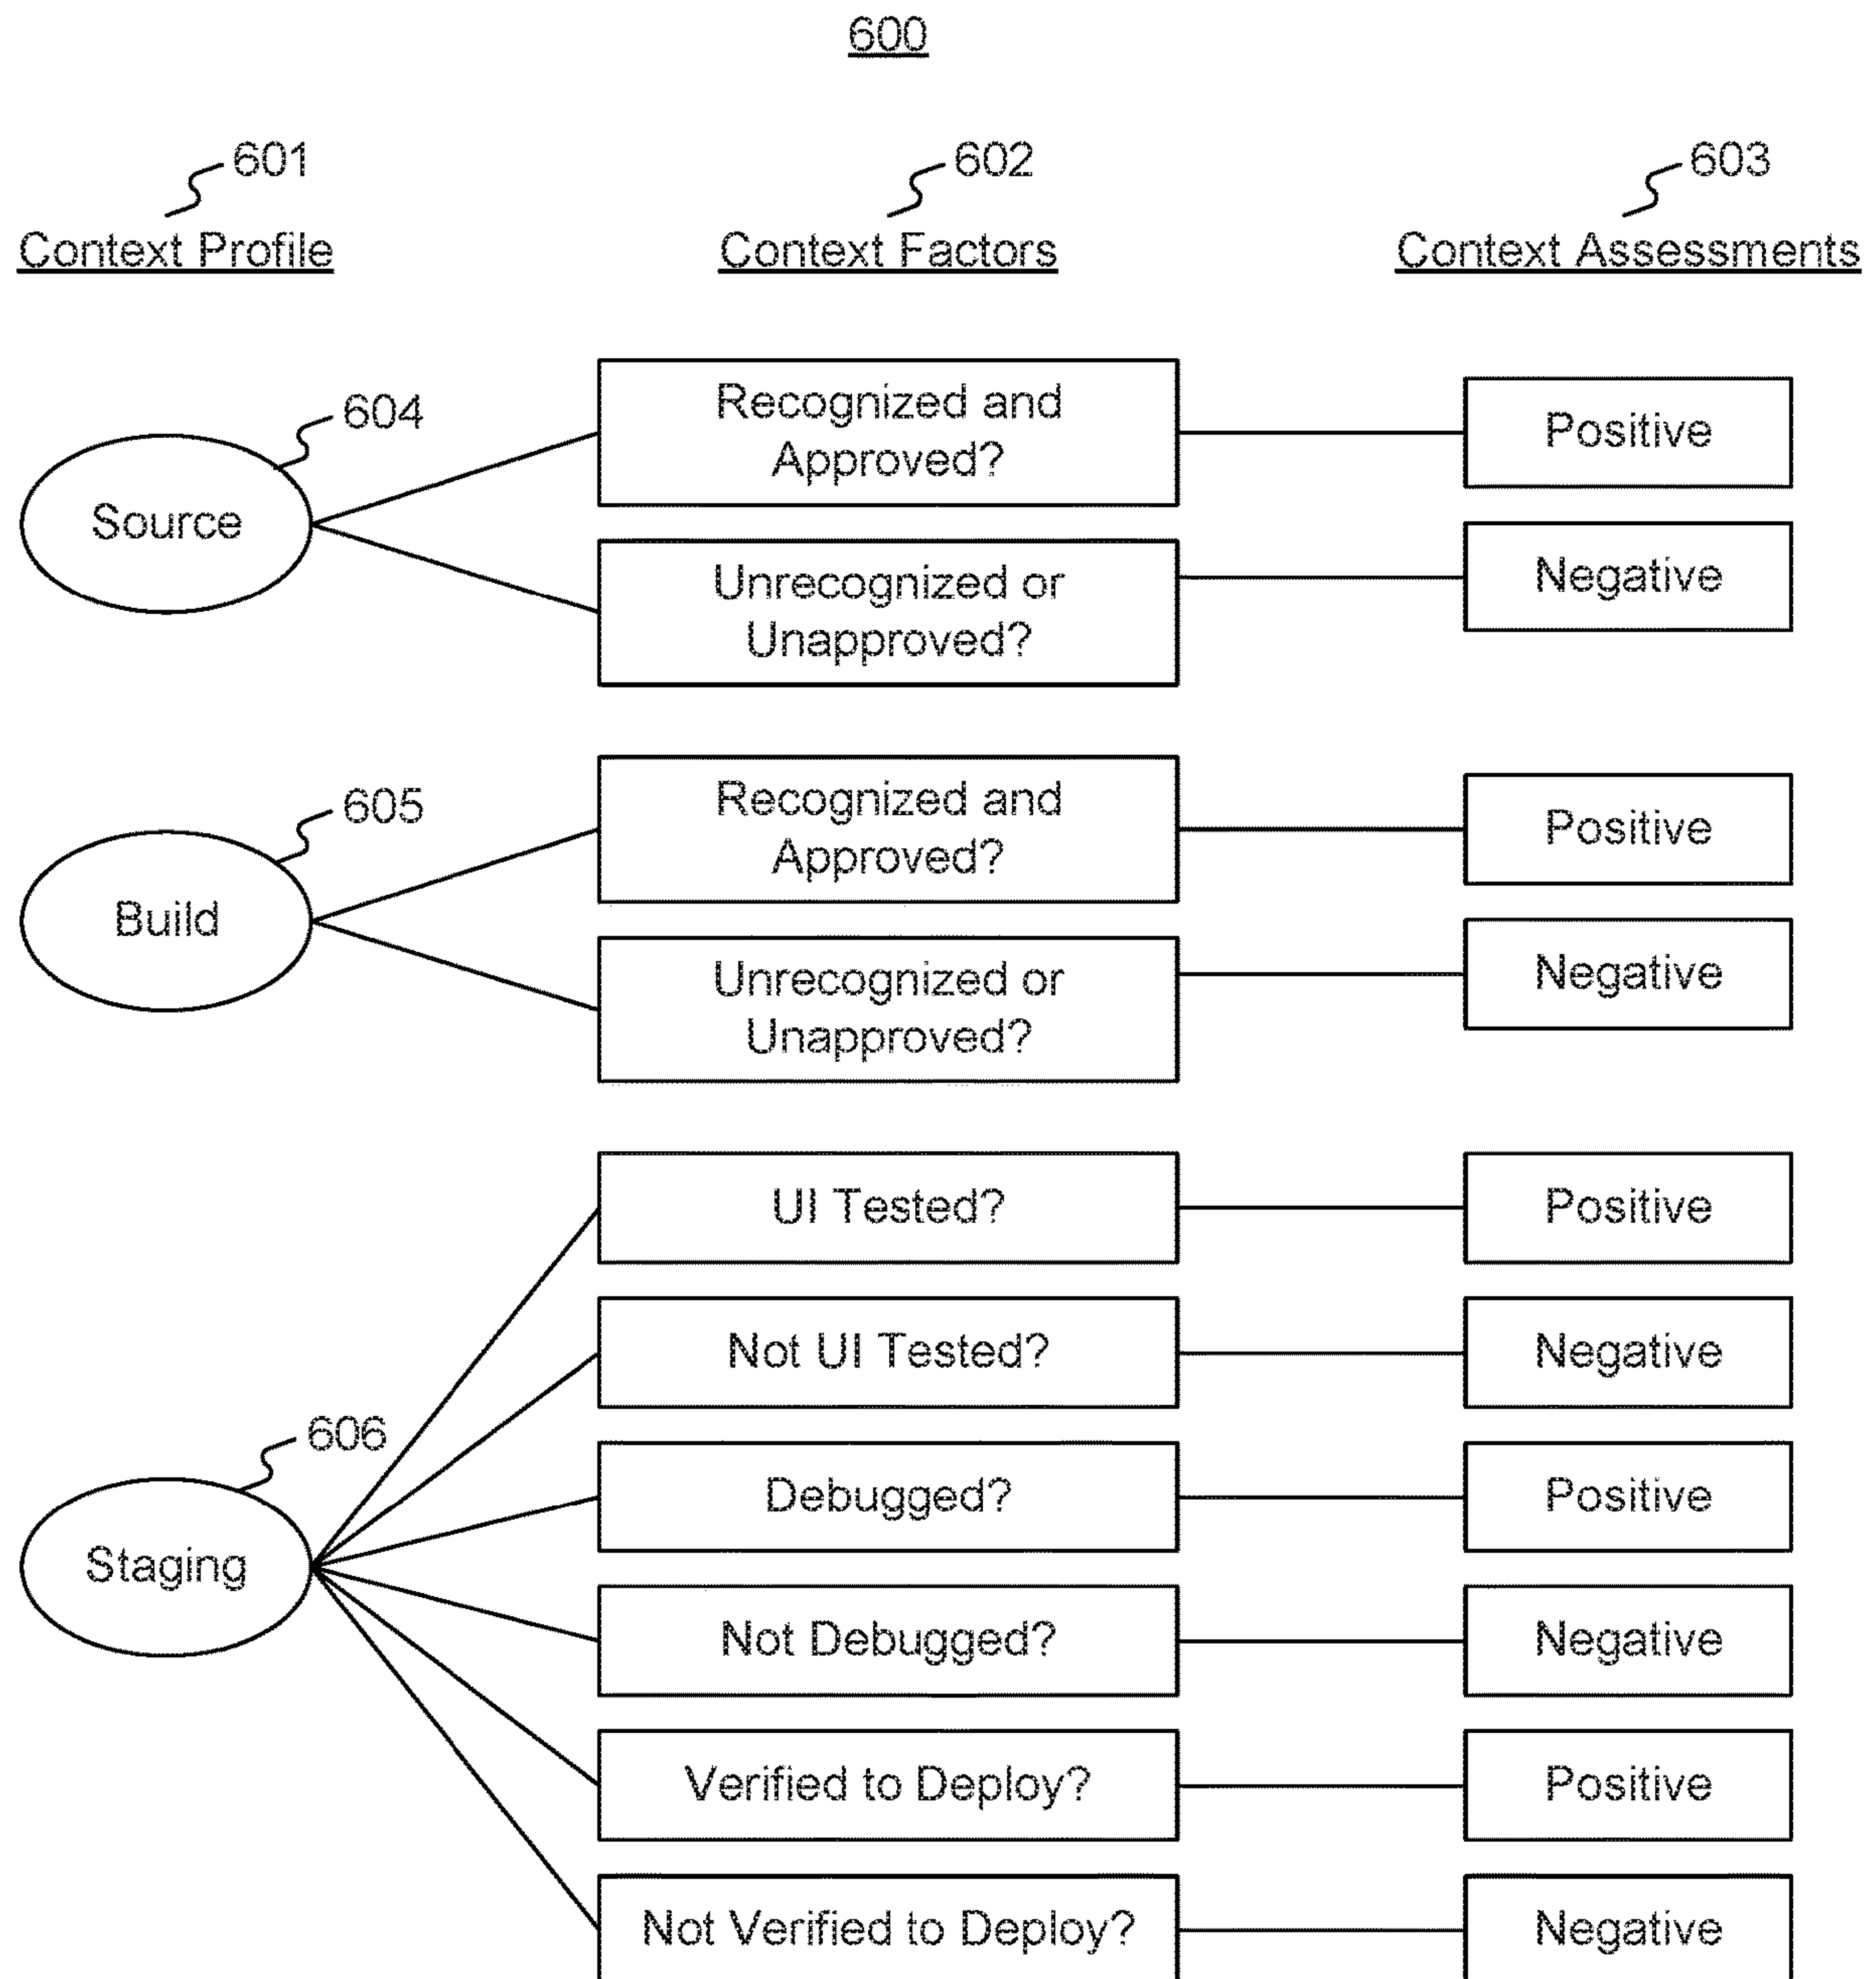 600
601
602
603
Context Profile
Context Factors
Context Assessments
604
Source
Recognized and
Approved?
Positive
Unrecognized or
Unapproved?
Negative
605
Build
Recognized and
Approved?
Positive
Unrecognized or
Unapproved?
Negative
606
Staging
UI Tested?
Positive
Not UI Tested?
Negative
Debugged?
Positive
Not Debugged?
Negative
Verified to Deploy?
Positive
Not Verified to Deploy?
Negative